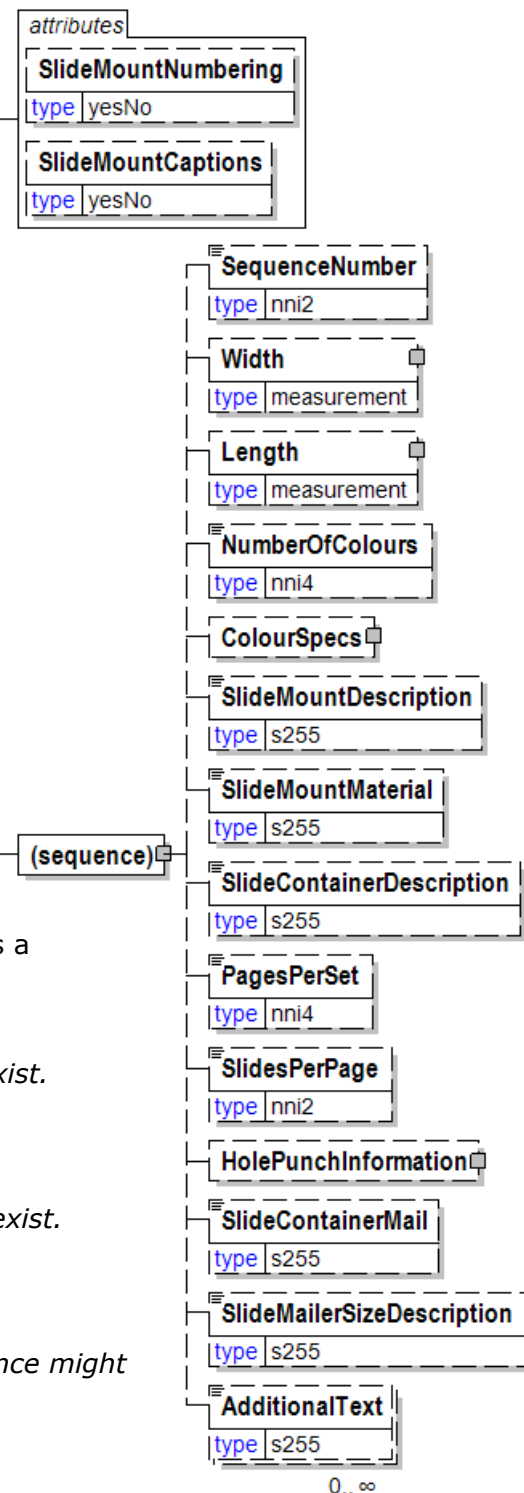 attributes
SlideMountNumbering
type yesNo
SlideMountCaptions
type yesNo
SequenceNumber
type nni2
Width
type measurement
Length
type measurement
NumberOfColours
type nni4
ColourSpecs
SlideMountDescription
type s255
SlideMountMaterial
type s255
(sequence)
SlideContainerDescription
type s255
s a
PagesPerSet
type nni4
xist.
SlidesPerPage
type nni2
HolePunchInformation
exist.
SlideContainerMail
type s255
SlideMailerSizeDescription
type s255
nce might
AdditionalText
type s255
0..∞